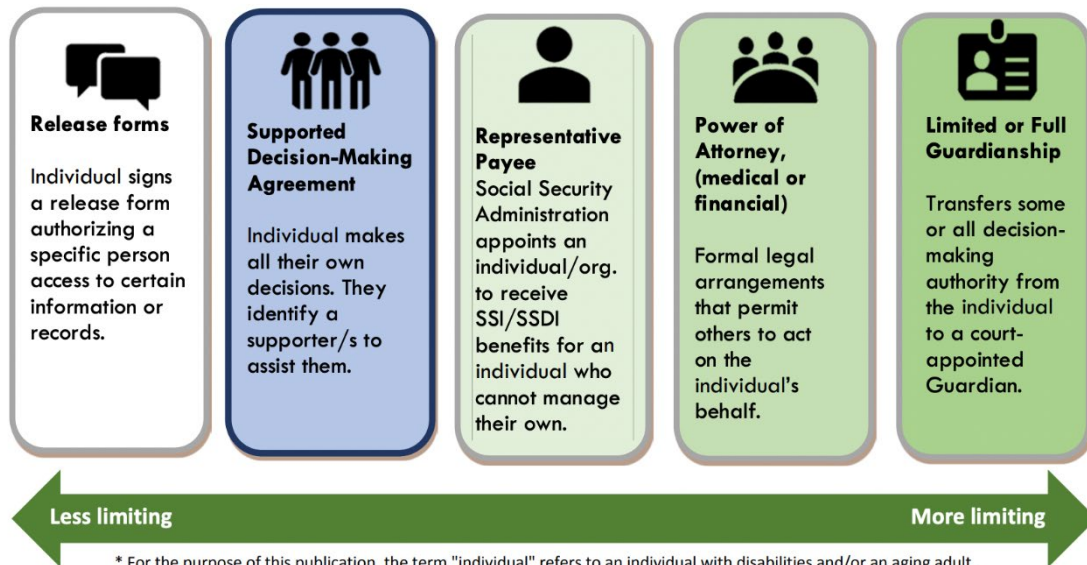 Release forms
Individual signs
a release form
authorizing a
specific person
access to certain
information or
records.
Supported
Decision-Making
Agreement
Individual makes
all their own
decisions. They
identify a
supporter/s to
assist them.
Representative
Payee
Social Security
Administration
appoints an
individual/org.
to receive
SSI/SSDI
benefits for an
individual who
cannot manage
their own.
Power of
Attorney,
(medical or
financial)
Formal legal
arrangements
that permit
others to act
on the
individual's
behalf.
Limited or Full
Guardianship
Transfers some
or all decision-
making
authority from
the individual
to a court-
appointed
Guardian.
Less limiting
More limiting
* For the purpose of this publication, the term "individual" refers to an individual with disabilities and/or an aging adult